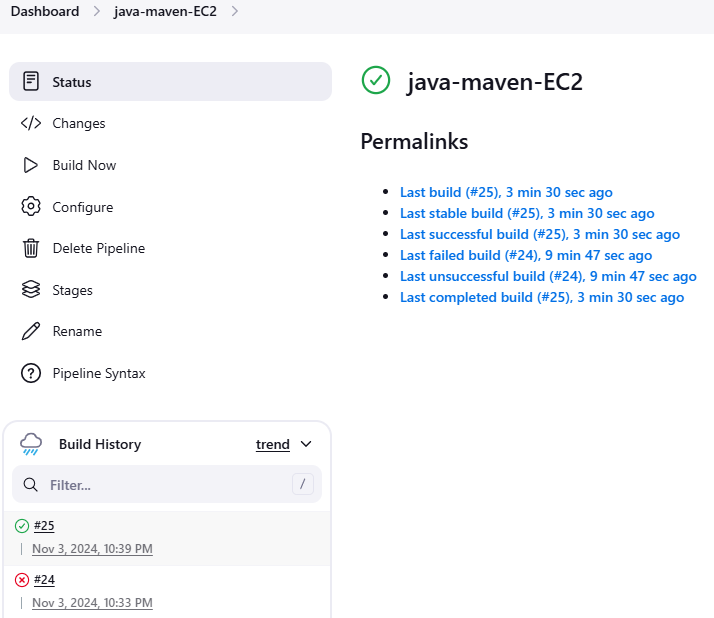 Dashboard > java-maven-EC2 >
Status
Changes
Build Now
Configure
Delete Pipeline
Stages
Rename
Pipeline Syntax
java-maven-EC2
Permalinks
• Last build (#25), 3 min 30 sec ago
• Last stable build (#25), 3 min 30 sec ago
• Last successful build (#25), 3 min 30 sec ago
• Last failed build (#24), 9 min 47 sec ago
• Last unsuccessful build (#24), 9 min 47 sec ago
• Last completed build (#25), 3 min 30 sec ago
Build History trend
Filter... /
#25
Nov 3, 2024, 10:39 PM
#24
Nov 3, 2024, 10:33 PM